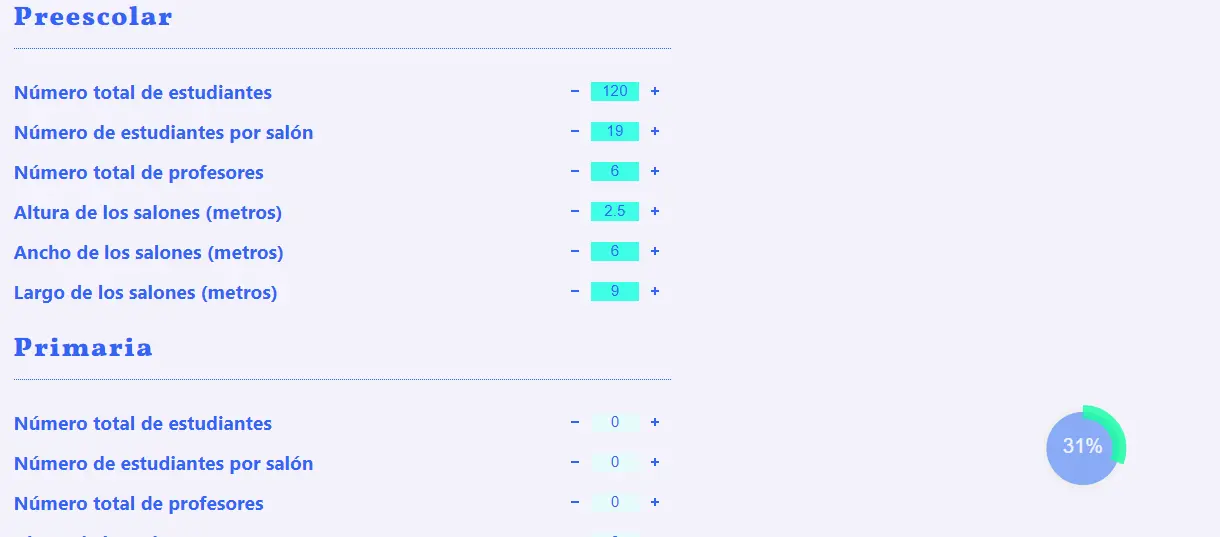 Preescolar
Número total de estudiantes - 120 +
Número de estudiantes por salón - 19 +
Número total de profesores - 6 +
Altura de los salones (metros) - 2.5 +
Ancho de los salones (metros) - 6 +
Largo de los salones (metros) - 9 +
Primaria
Número total de estudiantes - 0 +
31%
Número de estudiantes por salón - 0 +
Número total de profesores - 0 +